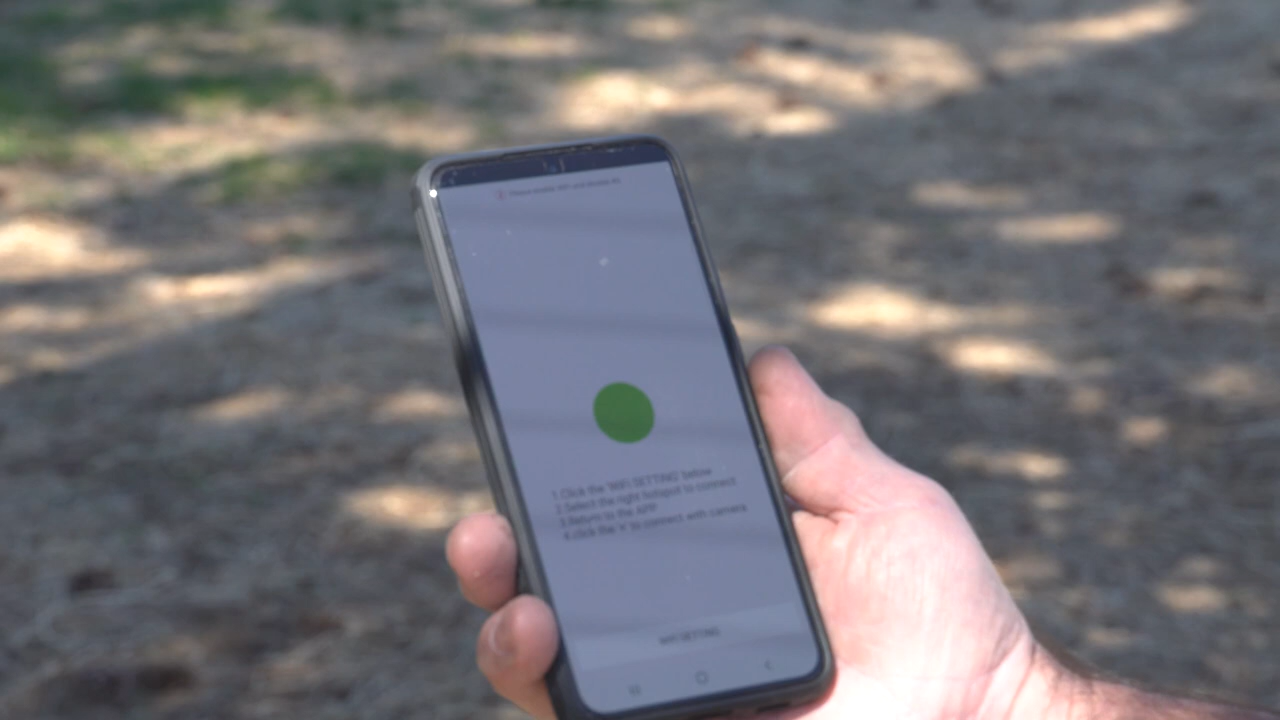 1.Click the 'WIFI SETTING' below
2.Select the right hotspot to connect.
3.Return to the APP
4.click the '+' to connect with camera
WIFI SETTING